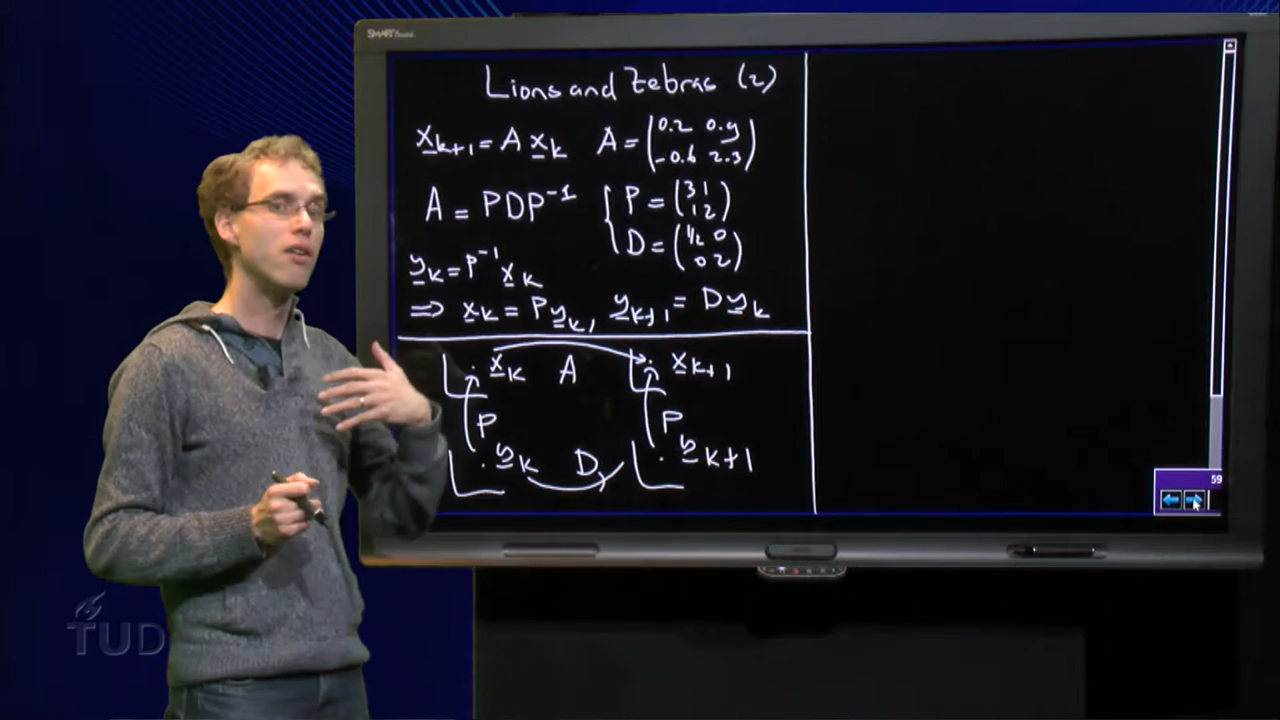 SMART Board
Lions and Zebras (2)
x_{k+1} = A x_k   A = (0.2 0.9
-0.6 2.3)
A = PDP^{-1}   { P = (3 1
1 2)
D = (1/2 0
0 2)
y_k = P^{-1} x_k
⇒ x_k = P y_k, y_{k+1} = D y_k
x_k A x_{k+1}
P P
y_k D y_{k+1}
59
TUD